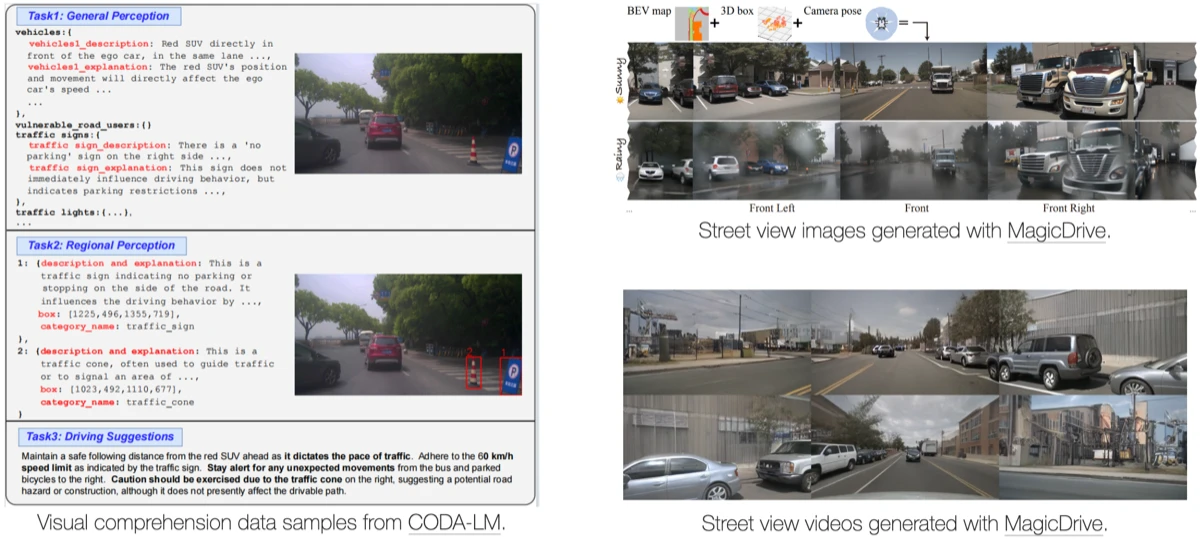 Task1: General Perception
vehicles:{
vehicles1_description: Red SUV directly in
front of the ego car, in the same lane ...,
vehicles1_explanation: The red SUV's position
and movement will directly affect the ego
car's speed ...
...
},
vulnerable_road_users:{}
traffic signs:{
traffic sign_description: There is a 'no
parking' sign on the right side ...,
traffic sign_explanation: This sign does not
immediately influence driving behavior, but
indicates parking restrictions ...,
},
traffic lights:{...},
...
P
Task2: Regional Perception
1: {description and explanation: This is a
traffic sign indicating no parking or
stopping on the side of the road. It
influences the driving behavior by ...,
box: [1225,496,1355,719],
category_name: traffic_sign
},
2: {description and explanation: This is a
traffic cone, often used to guide traffic
or to signal an area of ...,
box: [1023,492,1110,677],
category_name: traffic_cone
}
2
1
P
Task3: Driving Suggestions
Maintain a safe following distance from the red SUV ahead as it dictates the pace of traffic. Adhere to the 60 km/h
speed limit as indicated by the traffic sign. Stay alert for any unexpected movements from the bus and parked
bicycles to the right. Caution should be exercised due to the traffic cone on the right, suggesting a potential road
hazard or construction, although it does not presently affect the drivable path.
Visual comprehension data samples from CODA-LM.
BEV map + 3D box + Camera pose =
Sunny
Rainy
... Front Left Front Front Right ...
Street view images generated with MagicDrive.
Street view videos generated with MagicDrive.